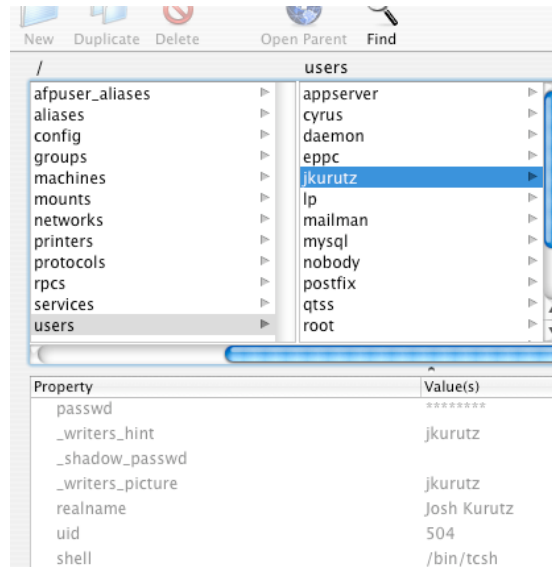 New Duplicate Delete Open Parent Find
/ users
afpuser_aliases appserver
aliases cyrus
config daemon
groups eppc
machines jkurutz
mounts lp
networks mailman
printers mysql
protocols nobody
rpcs postfix
services qtss
users root
Property Value(s)
passwd ********
_writers_hint jkurutz
_shadow_passwd
_writers_picture jkurutz
realname Josh Kurutz
uid 504
shell /bin/tcsh